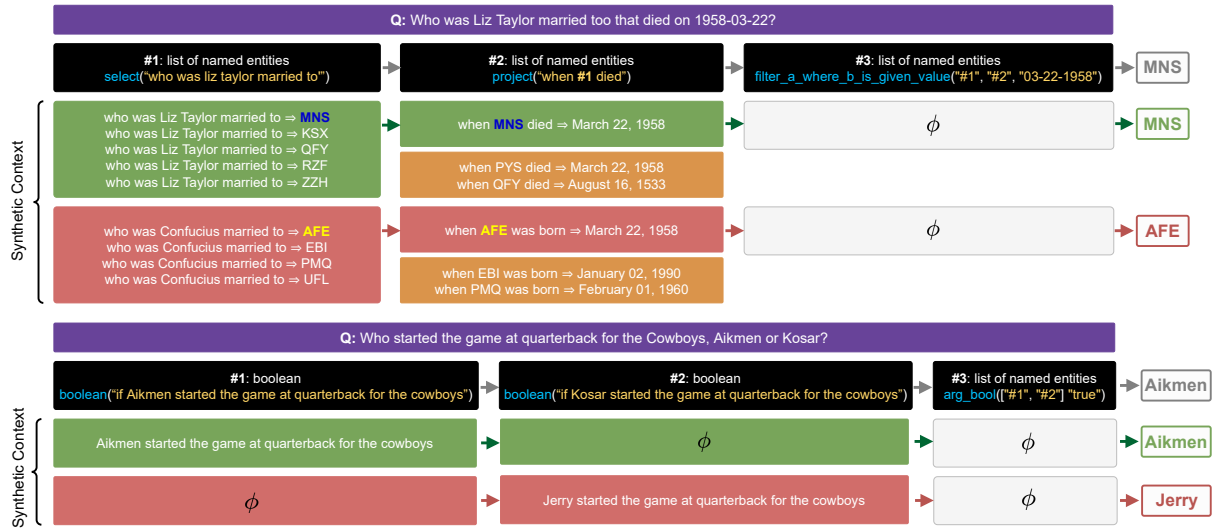 Q: Who was Liz Taylor married too that died on 1958-03-22?
#1: list of named entities
select(“who was liz taylor married to”’)
#2: list of named entities
project(“when #1 died”)
#3: list of named entities
filter_a_where_b_is_given_value("#1", "#2", "03-22-1958")
MNS
Synthetic Context
who was Liz Taylor married to ⇒ MNS
who was Liz Taylor married to ⇒ KSX
who was Liz Taylor married to ⇒ QFY
who was Liz Taylor married to ⇒ RZF
who was Liz Taylor married to ⇒ ZZH
when MNS died ⇒ March 22, 1958
when PYS died ⇒ March 22, 1958
when QFY died ⇒ August 16, 1533
ϕ
MNS
who was Confucius married to ⇒ AFE
who was Confucius married to ⇒ EBI
who was Confucius married to ⇒ PMQ
who was Confucius married to ⇒ UFL
when AFE was born ⇒ March 22, 1958
when EBI was born ⇒ January 02, 1990
when PMQ was born ⇒ February 01, 1960
ϕ
AFE
Q: Who started the game at quarterback for the Cowboys, Aikmen or Kosar?
#1: boolean
boolean(“if Aikmen started the game at quarterback for the cowboys”)
#2: boolean
boolean(“if Kosar started the game at quarterback for the cowboys”)
#3: list of named entities
arg_bool(["#1", "#2"] "true")
Aikmen
Synthetic Context
Aikmen started the game at quarterback for the cowboys
ϕ
ϕ
Aikmen
ϕ
Jerry started the game at quarterback for the cowboys
ϕ
Jerry